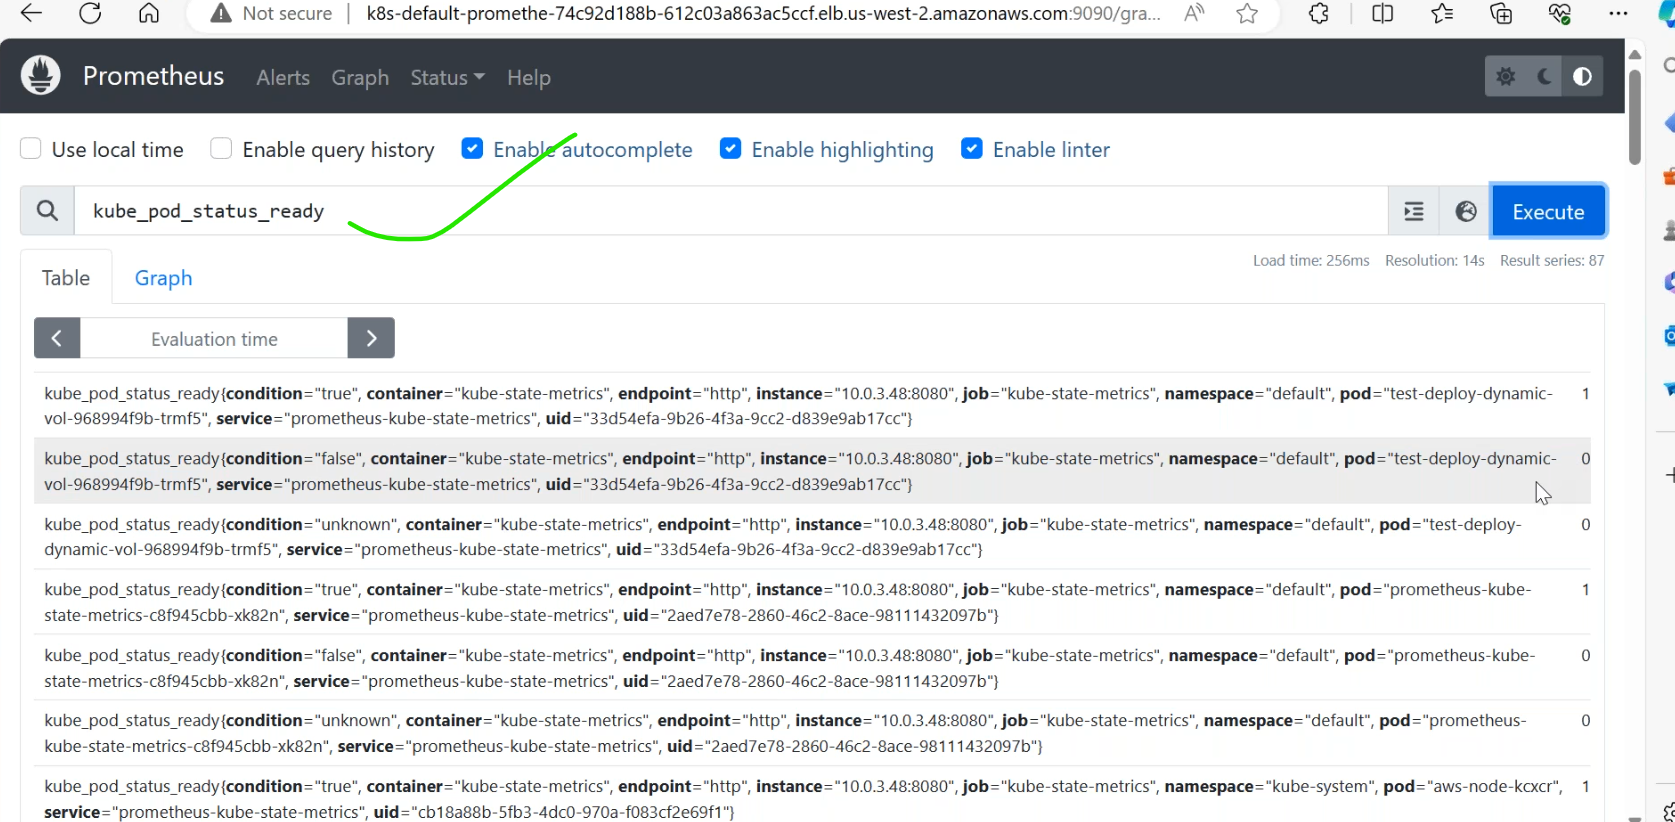 Not secure | k8s-default-promethe-74c92d188b-612c03a863ac5ccf.elb.us-west-2.amazonaws.com:9090/gra...
Prometheus Alerts Graph Status Help
Use local time Enable query history Enable autocomplete Enable highlighting Enable linter
kube_pod_status_ready Execute
Load time: 256ms Resolution: 14s Result series: 87
Table Graph
Evaluation time
kube_pod_status_ready{condition="true", container="kube-state-metrics", endpoint="http", instance="10.0.3.48:8080", job="kube-state-metrics", namespace="default", pod="test-deploy-dynamic- 1
vol-968994f9b-trmf5", service="prometheus-kube-state-metrics", uid="33d54efa-9b26-4f3a-9cc2-d839e9ab17cc"}
kube_pod_status_ready{condition="false", container="kube-state-metrics", endpoint="http", instance="10.0.3.48:8080", job="kube-state-metrics", namespace="default", pod="test-deploy-dynamic- 0
vol-968994f9b-trmf5", service="prometheus-kube-state-metrics", uid="33d54efa-9b26-4f3a-9cc2-d839e9ab17cc"}
kube_pod_status_ready{condition="unknown", container="kube-state-metrics", endpoint="http", instance="10.0.3.48:8080", job="kube-state-metrics", namespace="default", pod="test-deploy- 0
dynamic-vol-968994f9b-trmf5", service="prometheus-kube-state-metrics", uid="33d54efa-9b26-4f3a-9cc2-d839e9ab17cc"}
kube_pod_status_ready{condition="true", container="kube-state-metrics", endpoint="http", instance="10.0.3.48:8080", job="kube-state-metrics", namespace="default", pod="prometheus-kube- 1
state-metrics-c8f945cbb-xk82n", service="prometheus-kube-state-metrics", uid="2aed7e78-2860-46c2-8ace-98111432097b"}
kube_pod_status_ready{condition="false", container="kube-state-metrics", endpoint="http", instance="10.0.3.48:8080", job="kube-state-metrics", namespace="default", pod="prometheus-kube- 0
state-metrics-c8f945cbb-xk82n", service="prometheus-kube-state-metrics", uid="2aed7e78-2860-46c2-8ace-98111432097b"}
kube_pod_status_ready{condition="unknown", container="kube-state-metrics", endpoint="http", instance="10.0.3.48:8080", job="kube-state-metrics", namespace="default", pod="prometheus- 0
kube-state-metrics-c8f945cbb-xk82n", service="prometheus-kube-state-metrics", uid="2aed7e78-2860-46c2-8ace-98111432097b"}
kube_pod_status_ready{condition="true", container="kube-state-metrics", endpoint="http", instance="10.0.3.48:8080", job="kube-state-metrics", namespace="kube-system", pod="aws-node-kcxcr", 1
service="prometheus-kube-state-metrics", uid="cb18a88b-5fb3-4dc0-970a-f083cf2e69f1"}